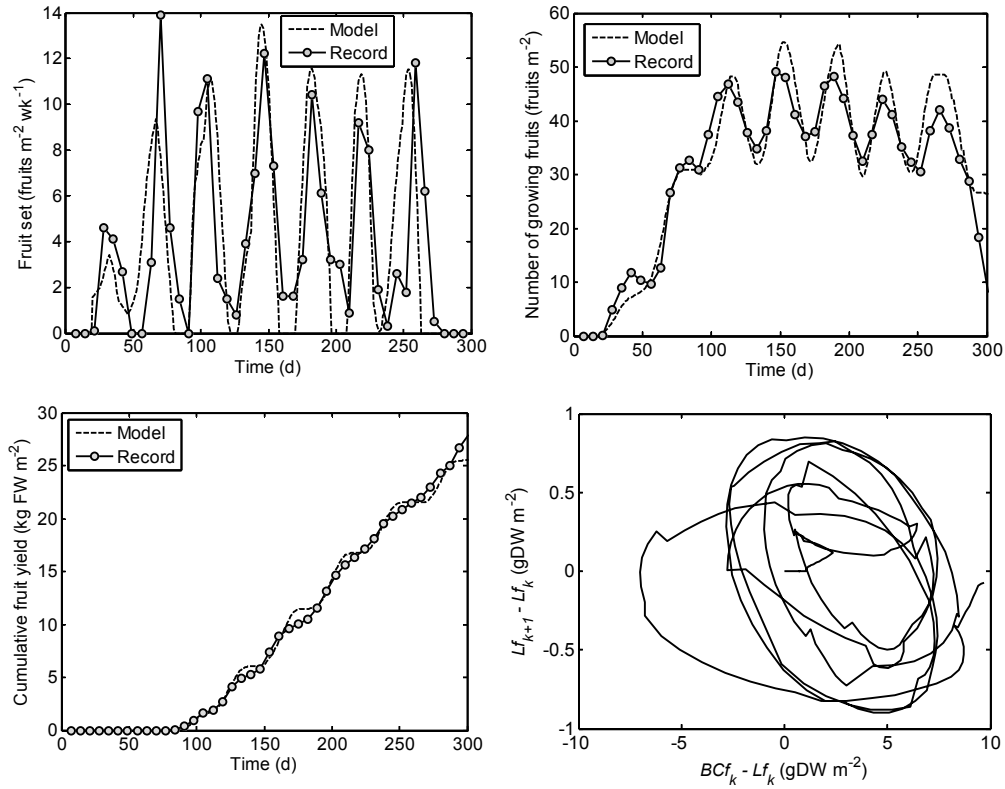 Fruit set (fruits m-2 wk-1)
14
12
10
8
6
4
2
0
Model
Record
0 50 100 150 200 250 300
Time (d)
Number of growing fruits (fruits m-2)
60
50
40
30
20
10
0
Model
Record
0 50 100 150 200 250 300
Time (d)
Cumulative fruit yield (kg FW m-2)
30
25
20
15
10
5
0
Model
Record
0 50 100 150 200 250 300
Time (d)
Lfk+1 - Lfk (gDW m-2)
1
0.5
0
-0.5
-1
-10 -5 0 5 10
BCfk - Lfk (gDW m-2)